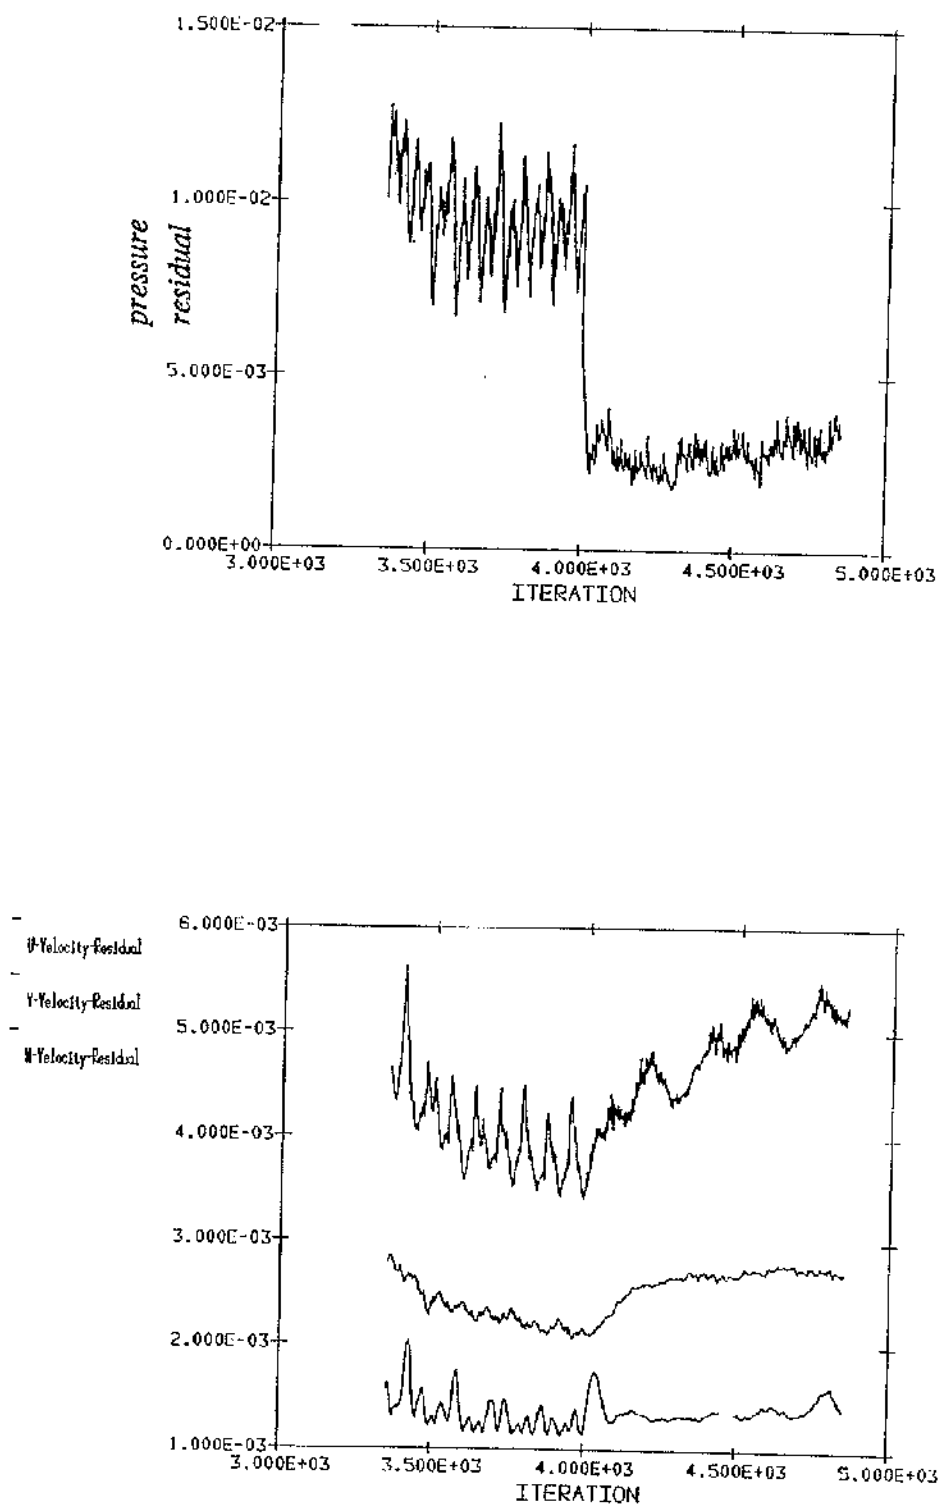 1.500E-02
1.000E-02
pressure
residual
5.000E-03
0.000E+00
3.000E+03 3.500E+03 4.000E+03 4.500E+03 5.000E+03
ITERATION
6.000E-03
U-Velocity-Residual
V-Velocity-Residual
5.000E-03
W-Velocity-Residual
4.000E-03
3.000E-03
2.000E-03
1.000E-03
3.000E+03 3.500E+03 4.000E+03 4.500E+03 5.000E+03
ITERATION